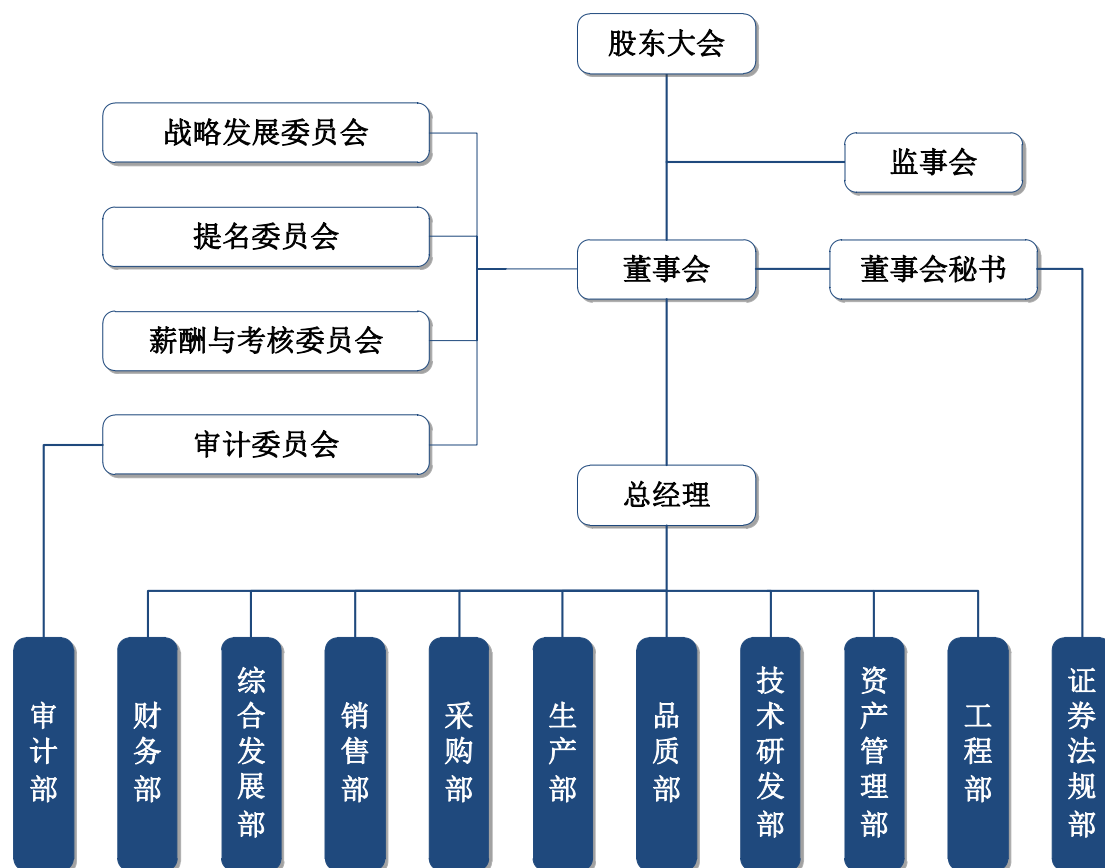 股东大会
战略发展委员会
监事会
提名委员会
董事会
董事会秘书
薪酬与考核委员会
审计委员会
总经理
审计部
财务部
综合发展部
销售部
采购部
生产部
品质部
技术研发部
资产管理部
工程部
证券法规部